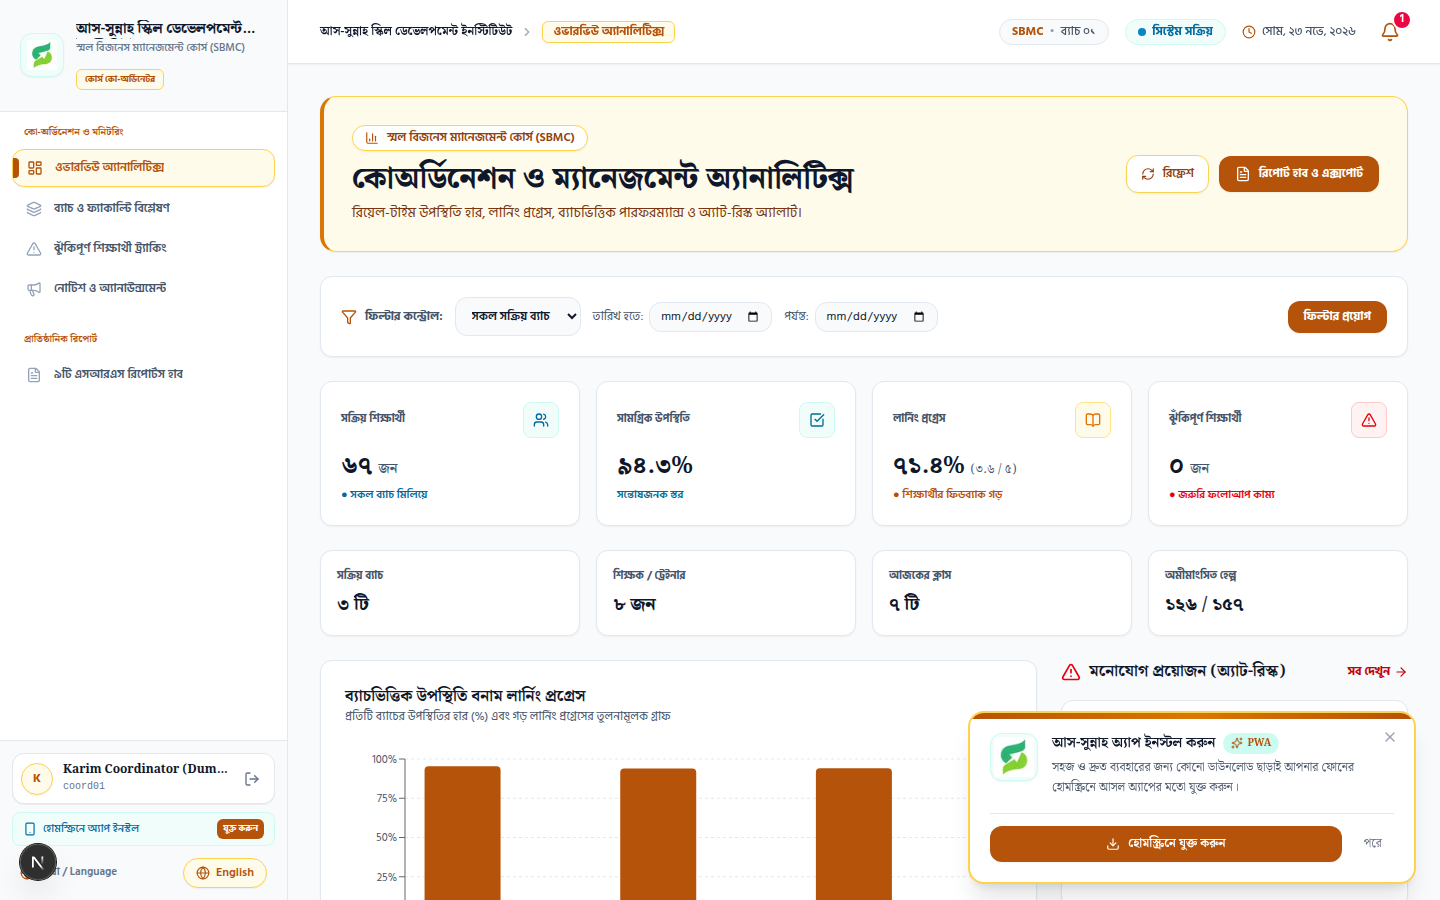 আস-সুন্নাহ স্কিল ডেভেলপমেন্ট...
স্মল বিজনেস ম্যানেজমেন্ট কোর্স (SBMC)
কোর্স কো-অর্ডিনেটর
কো-অর্ডিনেশন ও মনিটরিং
ওভারভিউ অ্যানালিটিক্স
ব্যাচ ও ফ্যাকাল্টি বিশ্লেষণ
ঝুঁকিপূর্ণ শিক্ষার্থী ট্র্যাকিং
নোটিশ ও অ্যানাউন্সমেন্ট
প্রাতিষ্ঠানিক রিপোর্ট
৯টি এসআরএস রিপোর্টস হাব
K
Karim Coordinator (Dum...
coord01
হোমস্ক্রিনে অ্যাপ ইনস্টল
যুক্ত করুন
N
/ Language
English
আস-সুন্নাহ স্কিল ডেভেলপমেন্ট ইনস্টিটিউট
ওভারভিউ অ্যানালিটিক্স
SBMC • ব্যাচ ০১
সিস্টেম সক্রিয়
সোম, ২৩ নভে, ২০২৬
1
স্মল বিজনেস ম্যানেজমেন্ট কোর্স (SBMC)
কোঅর্ডিনেশন ও ম্যানেজমেন্ট অ্যানালিটিক্স
রিয়েল-টাইম উপস্থিতি হার, লার্নিং প্রগ্রেস, ব্যাচভিত্তিক পারফরম্যান্স ও অ্যাট-রিস্ক অ্যালার্ট।
রিফ্রেশ
রিপোর্ট হাব ও এক্সপোর্ট
ফিল্টার কন্ট্রোল:
সকল সক্রিয় ব্যাচ
তারিখ হতে:
mm/dd/yyyy
পর্যন্ত:
mm/dd/yyyy
ফিল্টার প্রয়োগ
সক্রিয় শিক্ষার্থী
৬৭ জন
● সকল ব্যাচ মিলিয়ে
সামগ্রিক উপস্থিতি
৯৪.৩%
সন্তোষজনক স্তর
লার্নিং প্রগ্রেস
৭১.৪% (৩.৬ / ৫)
● শিক্ষার্থীর ফিডব্যাক গড়
ঝুঁকিপূর্ণ শিক্ষার্থী
০ জন
● জরুরি ফলোআপ কাম্য
সক্রিয় ব্যাচ
৩ টি
শিক্ষক / ট্রেইনার
৮ জন
আজকের ক্লাস
৭ টি
অমীমাংসিত হেল্প
১২৬ / ১৫৭
ব্যাচভিত্তিক উপস্থিতি বনাম লার্নিং প্রগ্রেস
প্রতিটি ব্যাচের উপস্থিতির হার (%) এবং গড় লার্নিং প্রগ্রেসের তুলনামূলক গ্রাফ
100%
75%
50%
25%
মনোযোগ প্রয়োজন (অ্যাট-রিস্ক)
সব দেখুন
আস-সুন্নাহ অ্যাপ ইনস্টল করুন
PWA
সহজ ও দ্রুত ব্যবহারের জন্য কোনো ডাউনলোড ছাড়াই আপনার ফোনের
হোমস্ক্রিনে আসল অ্যাপের মতো যুক্ত করুন।
হোমস্ক্রিনে যুক্ত করুন
পরে